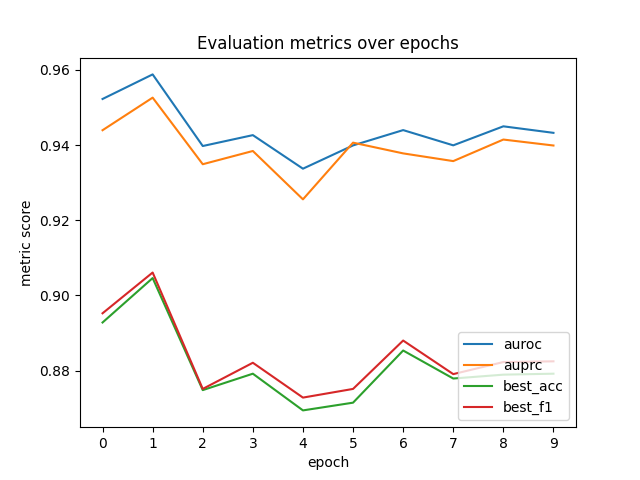 Evaluation metrics over epochs
metric score
0.96
0.94
0.92
0.90
0.88
auroc
auprc
best_acc
best_f1
0 1 2 3 4 5 6 7 8 9
epoch